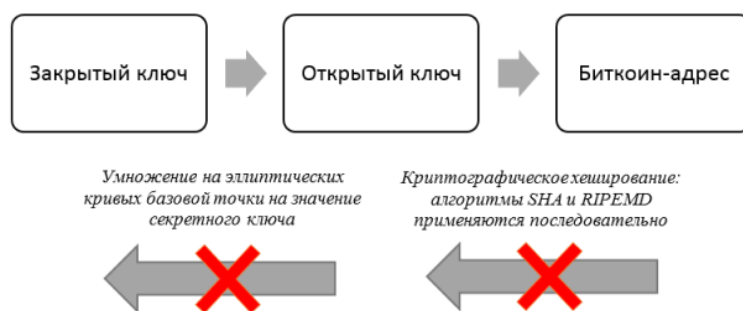 Закрытый ключ
Открытый ключ
Биткоин-адрес
Умножение на эллиптических
кривых базовой точки на значение
секретного ключа
Криптографическое хеширование:
алгоритмы SHA и RIPEMD
применяются последовательно